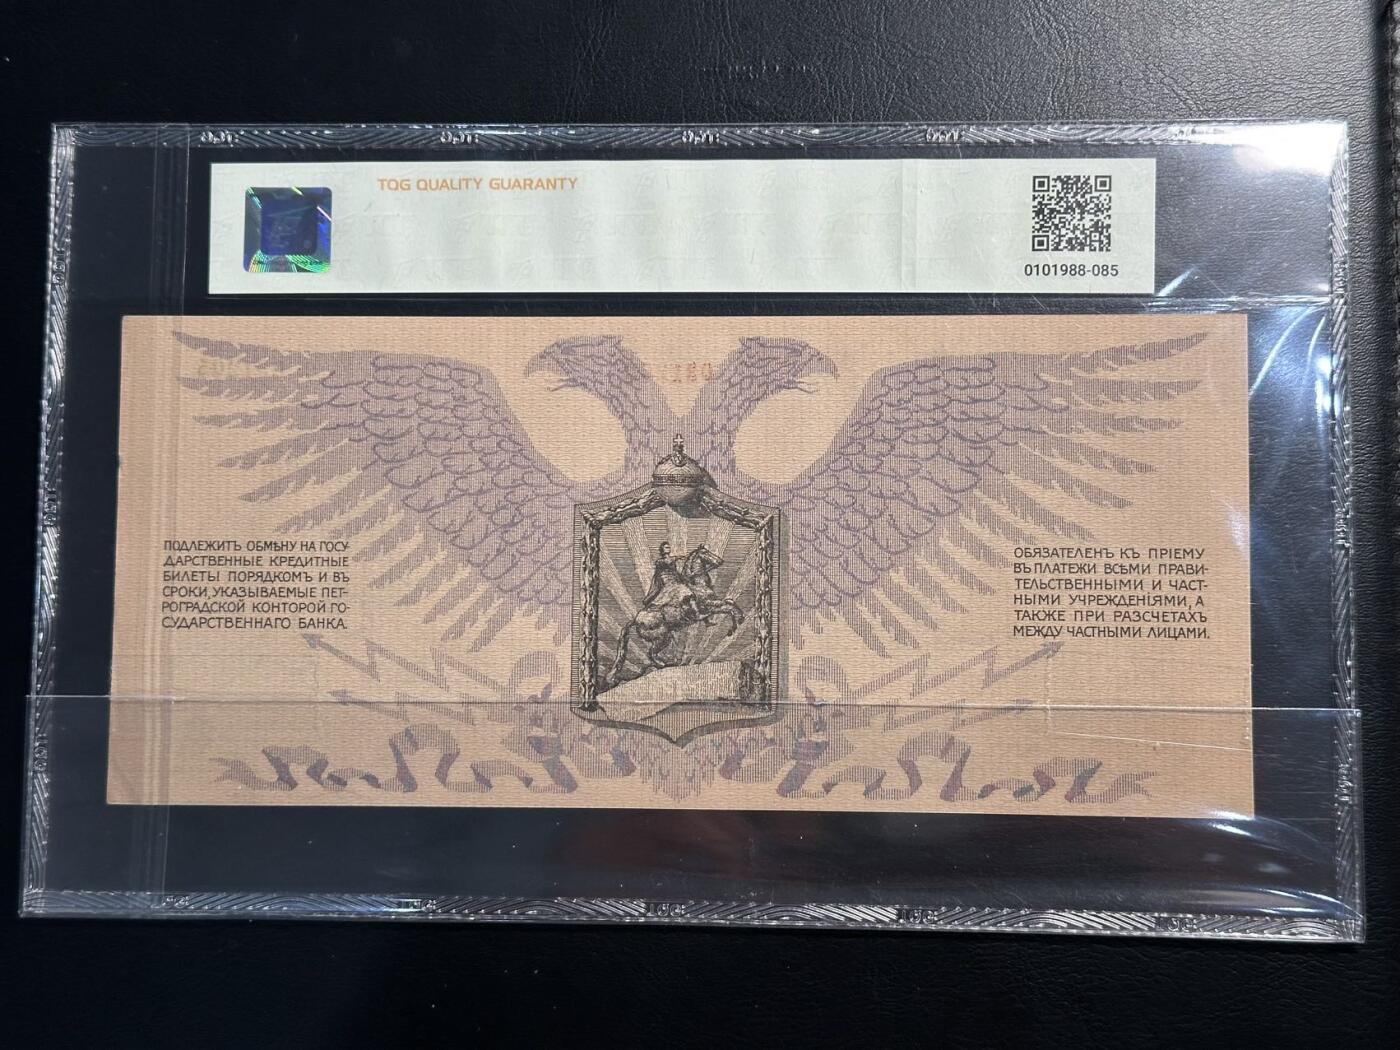 TQG QUALITY GUARANTY
0101988-085
ПОДЛЕЖИТЪ ОБМѢНУ НА ГОСУ-
ДАРСТВЕННЫЕ КРЕДИТНЫЕ
БИЛЕТЫ ПОРЯДКОМЪ И ВЪ
СРОКИ, УКАЗЫВАЕМЫЕ ПЕТ-
РОГРАДСКОЙ КОНТОРОЙ ГО-
СУДАРСТВЕННАГО БАНКА.
ОБЯЗАТЕЛЕНЪ КЪ ПРІЕМУ
ВЪ ПЛАТЕЖИ ВСѢМИ ПРАВИ-
ТЕЛЬСТВЕННЫМИ И ЧАСТ-
НЫМИ УЧРЕЖДЕНІЯМИ, А
ТАКЖЕ ПРИ РАЗСЧЕТАХЪ
МЕЖДУ ЧАСТНЫМИ ЛИЦАМИ.